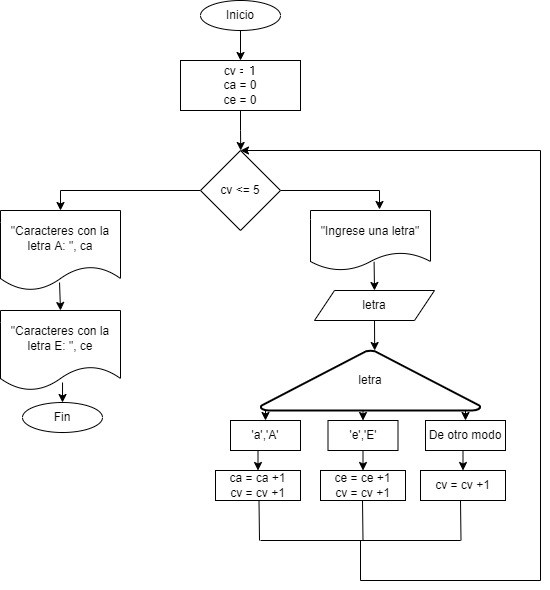 Inicio
cv = 1
ca = 0
ce = 0
cv <= 5
"Caracteres con la
letra A: ", ca
"Ingrese una letra"
letra
"Caracteres con la
letra E: ", ce
letra
Fin
'a','A'
'e','E'
De otro modo
ca = ca +1
cv = cv +1
ce = ce +1
cv = cv +1
cv = cv +1